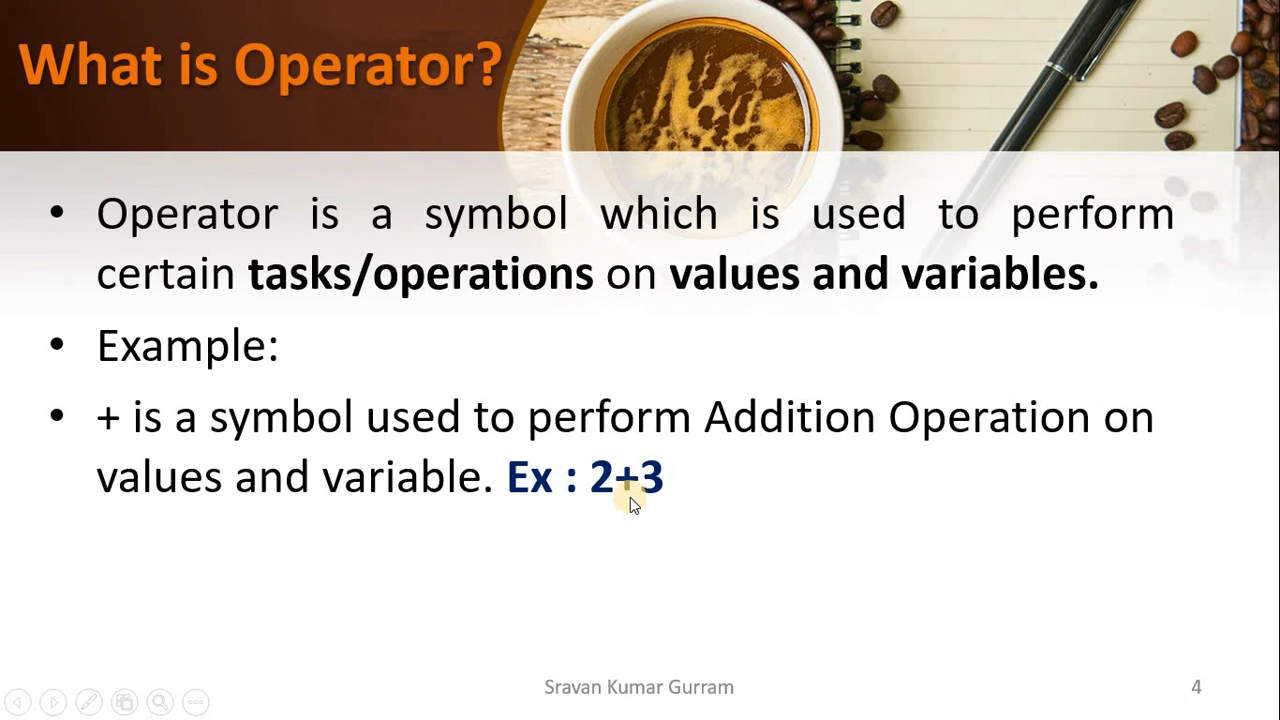 What is Operator?
• Operator is a symbol which is used to perform
certain tasks/operations on values and variables.
• Example:
• + is a symbol used to perform Addition Operation on
values and variable. Ex : 2+3
Sravan Kumar Gurram
4